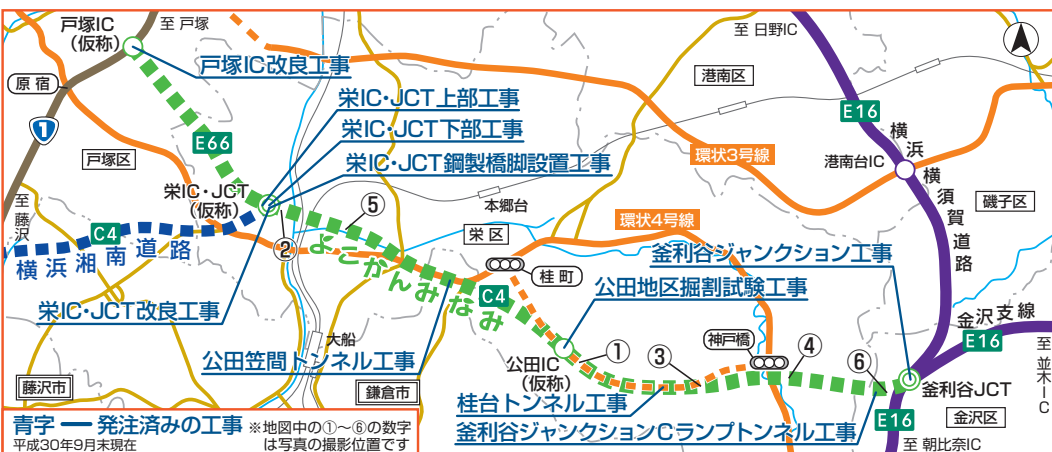 戸塚IC
(仮称)
至 戸塚
戸塚IC改良工事
原宿
1
戸塚区
E66
栄IC・JCT上部工事
栄IC・JCT下部工事
栄IC・JCT鋼製橋脚設置工事
栄IC・JCT
(仮称)
至 藤沢
C4
横浜湘南道路
栄IC・JCT改良工事
②
⑤
よこかんみなみ
本郷台
栄区
大船
桂町
C4
環状3号線
環状4号線
至 日野IC
港南区
E16
港南台IC
横浜横須賀道路
磯子区
釜利谷ジャンクション工事
公田地区掘割試験工事
公田笠間トンネル工事
公田IC
(仮称)
①
③
神戸橋
④
⑥
桂台トンネル工事
釜利谷ジャンクションCランプトンネル工事
金沢支線
E16
至 並木IC
釜利谷JCT
金沢区
E16
至 朝比奈IC
藤沢市
鎌倉市
青字 ━ 発注済みの工事
平成30年9月末現在
※地図中の①〜⑥の数字
は写真の撮影位置です